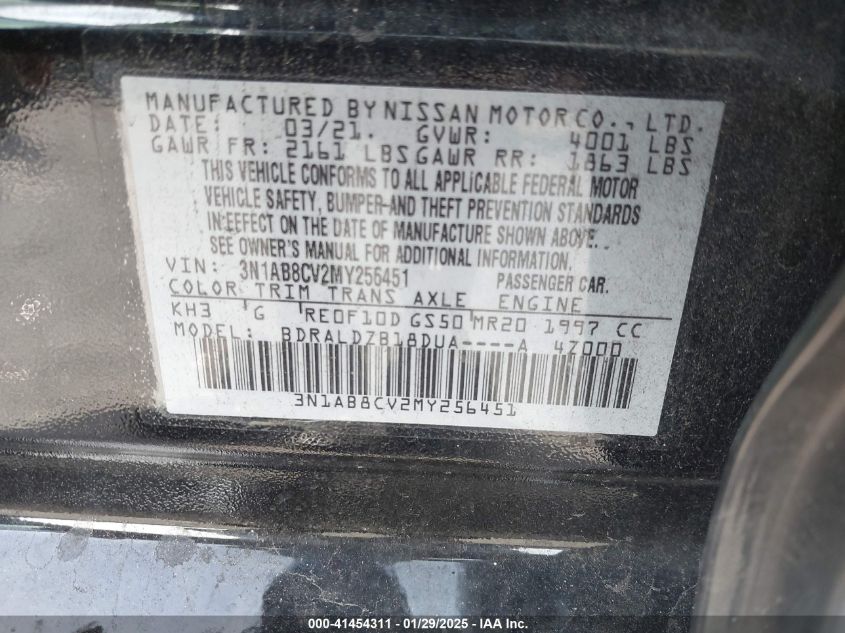 MANUFACTURED BY NISSAN MOTOR CO., LTD.
DATE: 03/21. GVWR: 4001 LBS
GAWR FR: 2161 LBS GAWR RR: 1863 LBS
THIS VEHICLE CONFORMS TO ALL APPLICABLE FEDERAL MOTOR
VEHICLE SAFETY, BUMPER-AND THEFT PREVENTION STANDARDS
IN EFFECT ON THE DATE OF MANUFACTURE SHOWN ABOVE.
SEE OWNER'S MANUAL FOR ADDITIONAL INFORMATION.
VIN: 3N1AB8CV2MY256451 PASSENGER CAR.
COLOR TRIM TRANS AXLE ENGINE
KH3 G RE0F10D GS50 MR20 1997 CC
MODEL: BDRALDZB18DUA----A 4Z000
3N1AB8CV2MY256451
000-41454311 - 01/29/2025 - IAA Inc.